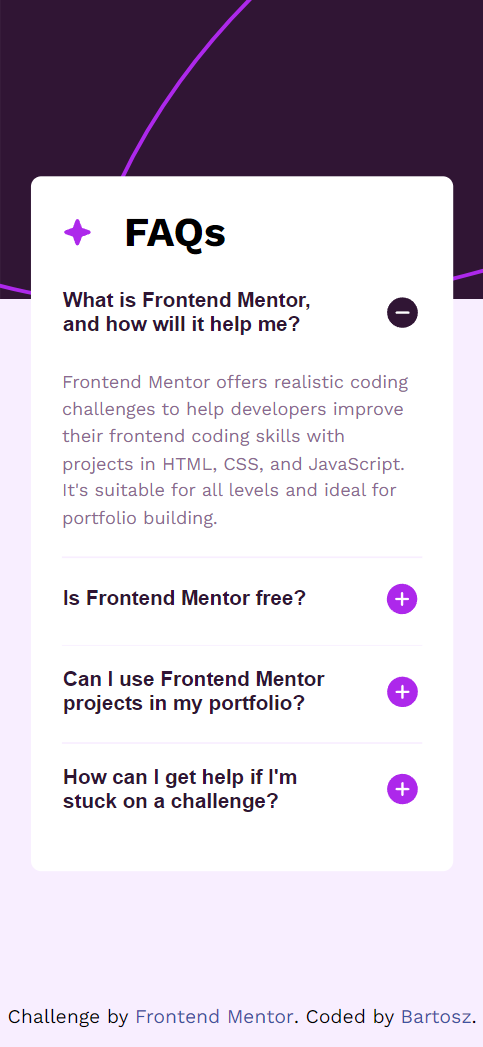 FAQs
What is Frontend Mentor,
and how will it help me?
Frontend Mentor offers realistic coding
challenges to help developers improve
their frontend coding skills with
projects in HTML, CSS, and JavaScript.
It's suitable for all levels and ideal for
portfolio building.
Is Frontend Mentor free?
Can I use Frontend Mentor
projects in my portfolio?
How can I get help if I'm
stuck on a challenge?
Challenge by Frontend Mentor. Coded by Bartosz.